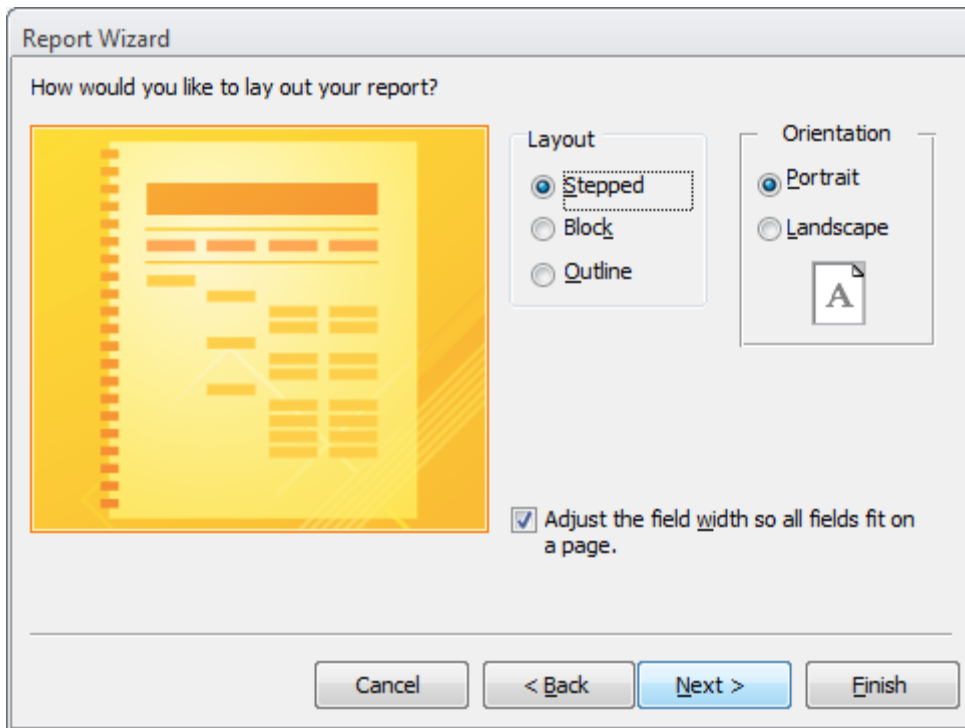 Report Wizard
How would you like to lay out your report?
Layout
Stepped
Block
Outline
Orientation
Portrait
Landscape
A
Adjust the field width so all fields fit on
a page.
Cancel
< Back
Next >
Finish